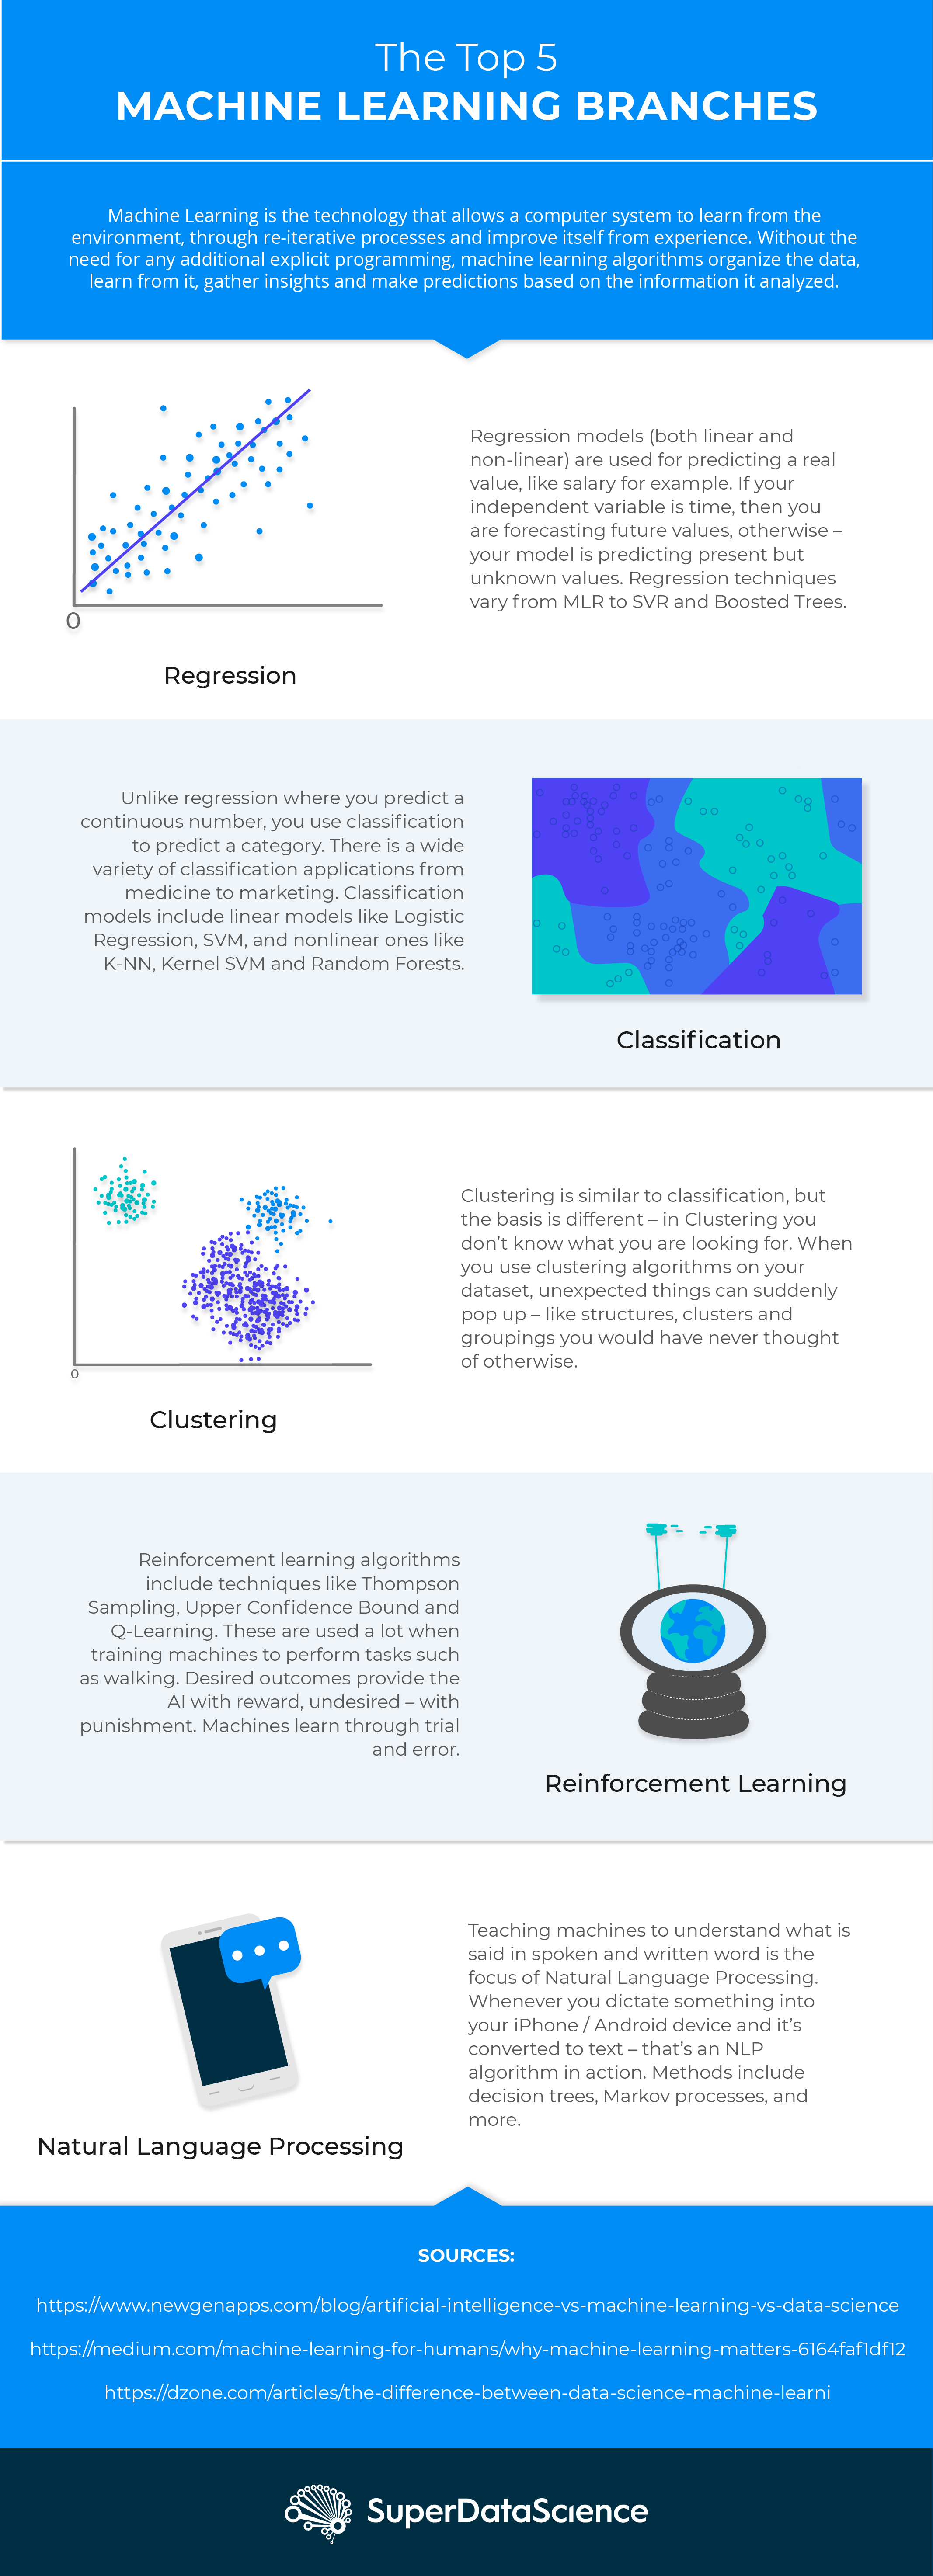 The Top 5
MACHINE LEARNING BRANCHES
Machine Learning is the technology that allows a computer system to learn from the
environment, through re-iterative processes and improve itself from experience. Without the
need for any additional explicit programming, machine learning algorithms organize the data,
learn from it, gather insights and make predictions based on the information it analyzed.
Regression models (both linear and
non-linear) are used for predicting a real
value, like salary for example. If your
independent variable is time, then you
are forecasting future values, otherwise –
your model is predicting present but
unknown values. Regression techniques
vary from MLR to SVR and Boosted Trees.
0
Regression
Unlike regression where you predict a
continuous number, you use classification
to predict a category. There is a wide
variety of classification applications from
medicine to marketing. Classification
models include linear models like Logistic
Regression, SVM, and nonlinear ones like
K-NN, Kernel SVM and Random Forests.
Classification
Clustering is similar to classification, but
the basis is different – in Clustering you
don't know what you are looking for. When
you use clustering algorithms on your
dataset, unexpected things can suddenly
pop up – like structures, clusters and
groupings you would have never thought
of otherwise.
0
Clustering
Reinforcement learning algorithms
include techniques like Thompson
Sampling, Upper Confidence Bound and
Q-Learning. These are used a lot when
training machines to perform tasks such
as walking. Desired outcomes provide the
AI with reward, undesired – with
punishment. Machines learn through trial
and error.
Reinforcement Learning
Teaching machines to understand what is
said in spoken and written word is the
focus of Natural Language Processing.
Whenever you dictate something into
your iPhone / Android device and it's
converted to text – that's an NLP
algorithm in action. Methods include
decision trees, Markov processes, and
more.
Natural Language Processing
SOURCES:
https://www.newgenapps.com/blog/artificial-intelligence-vs-machine-learning-vs-data-science
https://medium.com/machine-learning-for-humans/why-machine-learning-matters-6164faf1df12
https://dzone.com/articles/the-difference-between-data-science-machine-learni
SuperDataScience